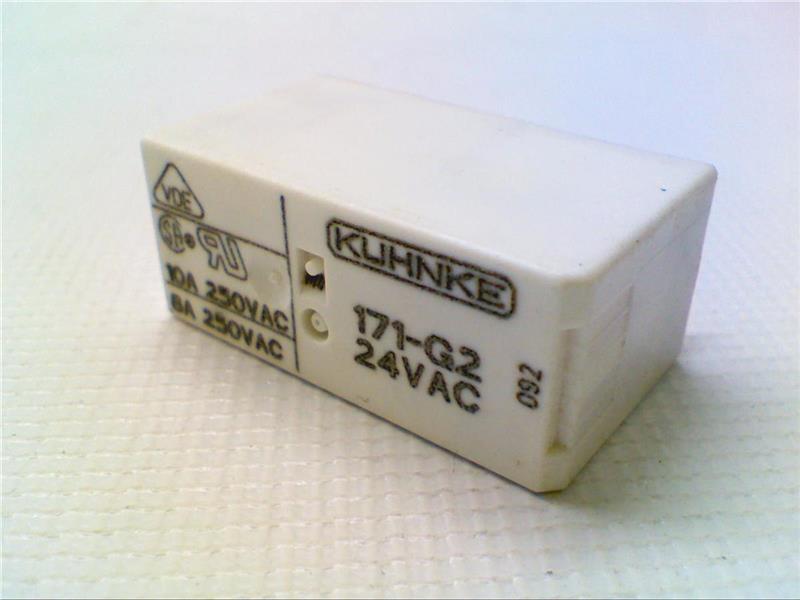 VDE
10A 250VAC
8A 250VAC
KUHNKE
171-G2
24VAC
092